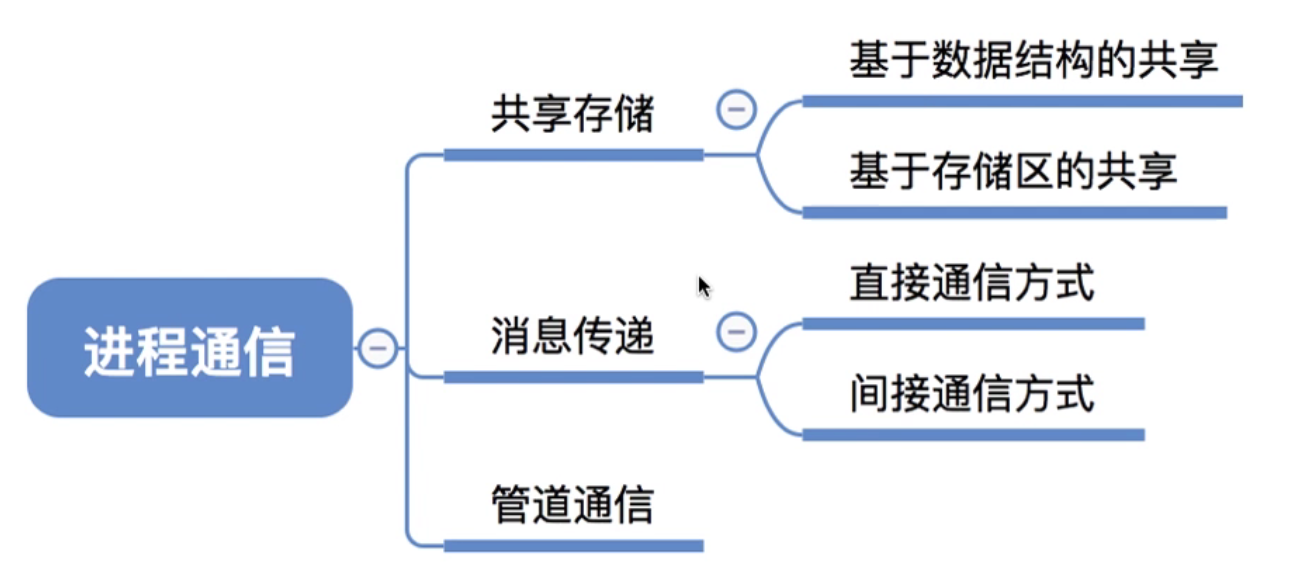 进程通信
共享存储
基于数据结构的共享
基于存储区的共享
消息传递
直接通信方式
间接通信方式
管道通信